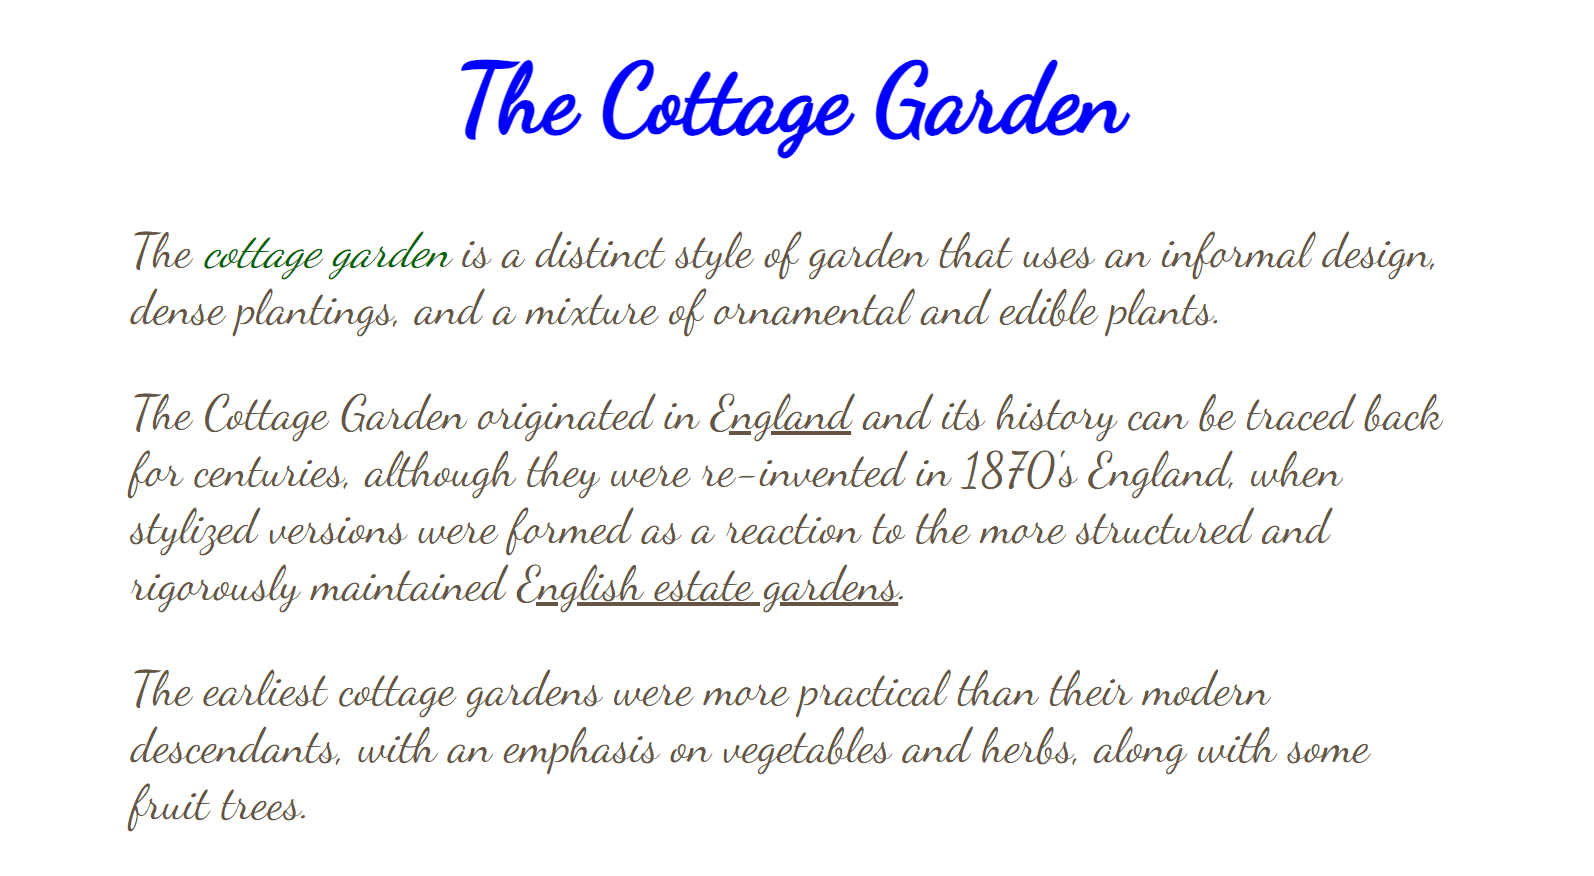 The Cottage Garden
The cottage garden is a distinct style of garden that uses an informal design,
dense plantings, and a mixture of ornamental and edible plants.
The Cottage Garden originated in England and its history can be traced back
for centuries, although they were re-invented in 1870's England, when
stylized versions were formed as a reaction to the more structured and
rigorously maintained English estate gardens.
The earliest cottage gardens were more practical than their modern
descendants, with an emphasis on vegetables and herbs, along with some
fruit trees.